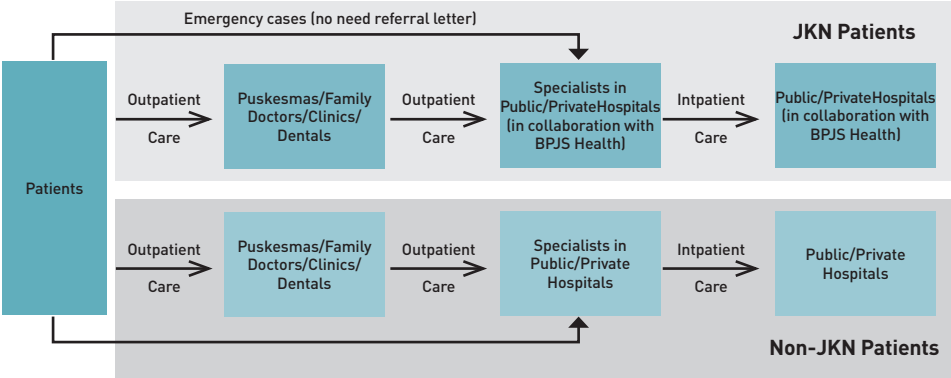 Emergency cases (no need referral letter)
JKN Patients
Patients
Outpatient
Care
Puskesmas/Family
Doctors/Clinics/
Dentals
Outpatient
Care
Specialists in
Public/PrivateHospitals
(in collaboration with
BPJS Health)
Intpatient
Care
Public/PrivateHospitals
(in collaboration with
BPJS Health)
Outpatient
Care
Puskesmas/Family
Doctors/Clinics/
Dentals
Outpatient
Care
Specialists in
Public/Private
Hospitals
Intpatient
Care
Public/Private
Hospitals
Non-JKN Patients